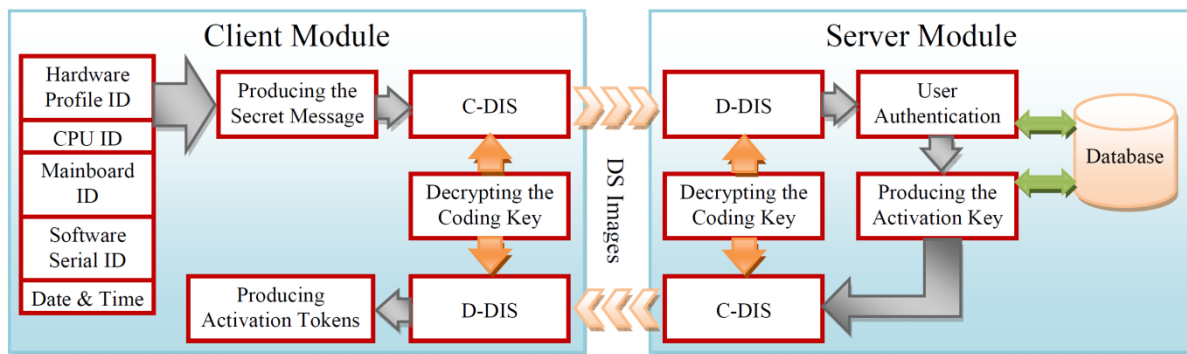 Client Module
Hardware
Profile ID
CPU ID
Mainboard
ID
Software
Serial ID
Date & Time
Producing the
Secret Message
C-DIS
Decrypting the
Coding Key
D-DIS
Producing
Activation Tokens
DS Images
Server Module
D-DIS
User
Authentication
Database
Decrypting the
Coding Key
Producing the
Activation Key
C-DIS